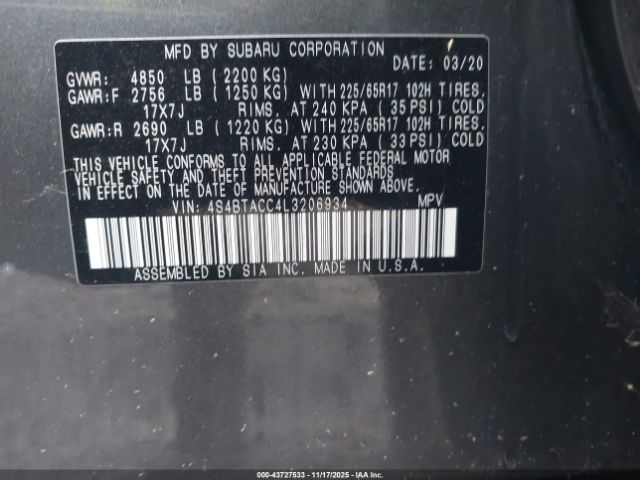 MFD BY SUBARU CORPORATION DATE: 03/20
GVWR: 4850 LB (2200 KG)
GAWR:F 2756 LB (1250 KG) WITH 225/65R17 102H TIRES,
17X7J RIMS. AT 240 KPA (35 PSI) COLD
GAWR:R 2690 LB (1220 KG) WITH 225/65R17 102H TIRES,
17X7J RIMS. AT 230 KPA (33 PSI) COLD
THIS VEHICLE CONFORMS TO ALL APPLICABLE FEDERAL MOTOR
VEHICLE SAFETY AND THEFT PREVENTION STANDARDS
IN EFFECT ON THE DATE OF MANUFACTURE SHOWN ABOVE.
VIN: 4S4BTACC4L3206934 MPV
ASSEMBLED BY SIA INC. MADE IN U.S.A.
000-43727533 - 11/17/2025 - IAA Inc.